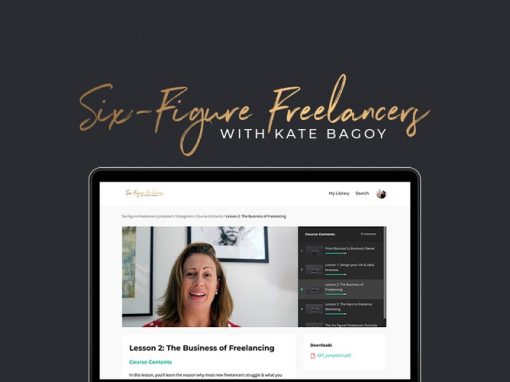 Six-Figure Freelancers
WITH KATE BAGOY
My Library
Search
Six Figure Freelancers Jumpstart / Categories / Course Contents / Lesson 2: The Business of Freelancing
Course Contents
From Burnout to Business Owner
Lesson 1: Design your life & ideal
business
Lesson 2: The Business of
Freelancing
Lesson 3: The Keys to Freelance
Marketing
The Six Figure Freelancers Formula
Lesson 2: The Business of Freelancing
Course Contents
In this lesson, you'll learn the reason why most new freelancers struggle & what you
Downloads
SFF Jumpstart.pdf